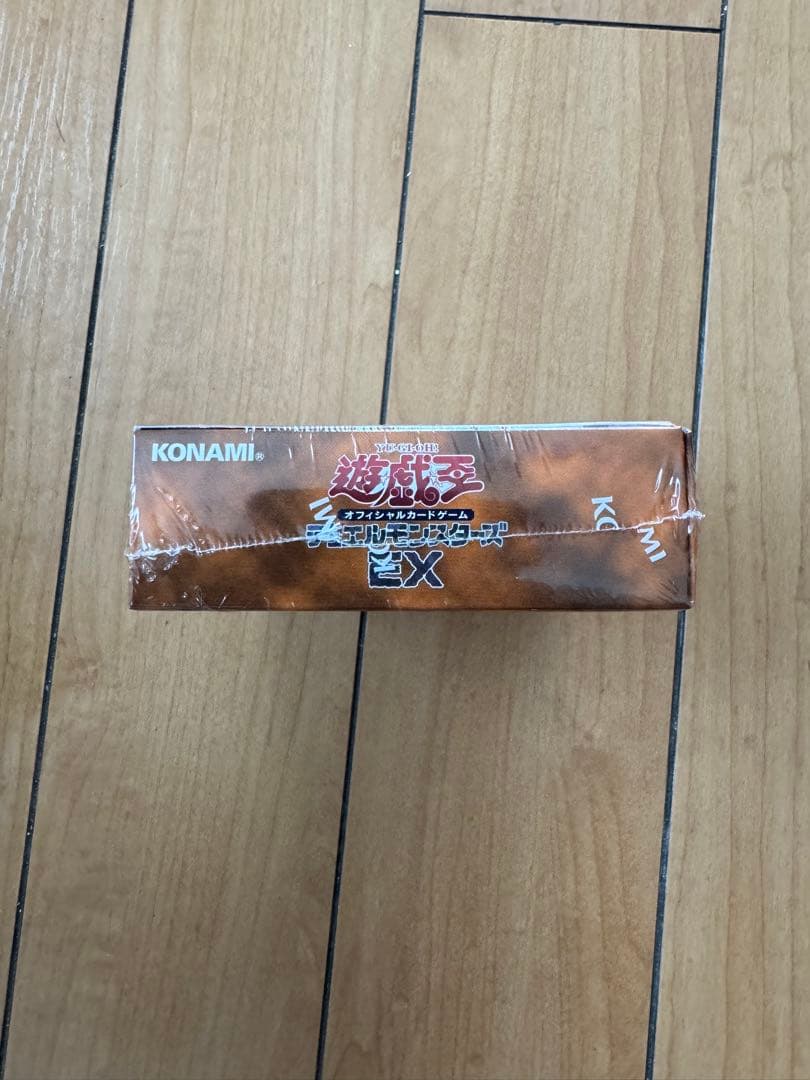 KONAMI®
YU-GI-OH!
遊戯王
オフィシャルカードゲーム
デュエルモンスターズ
EX
KONAMI